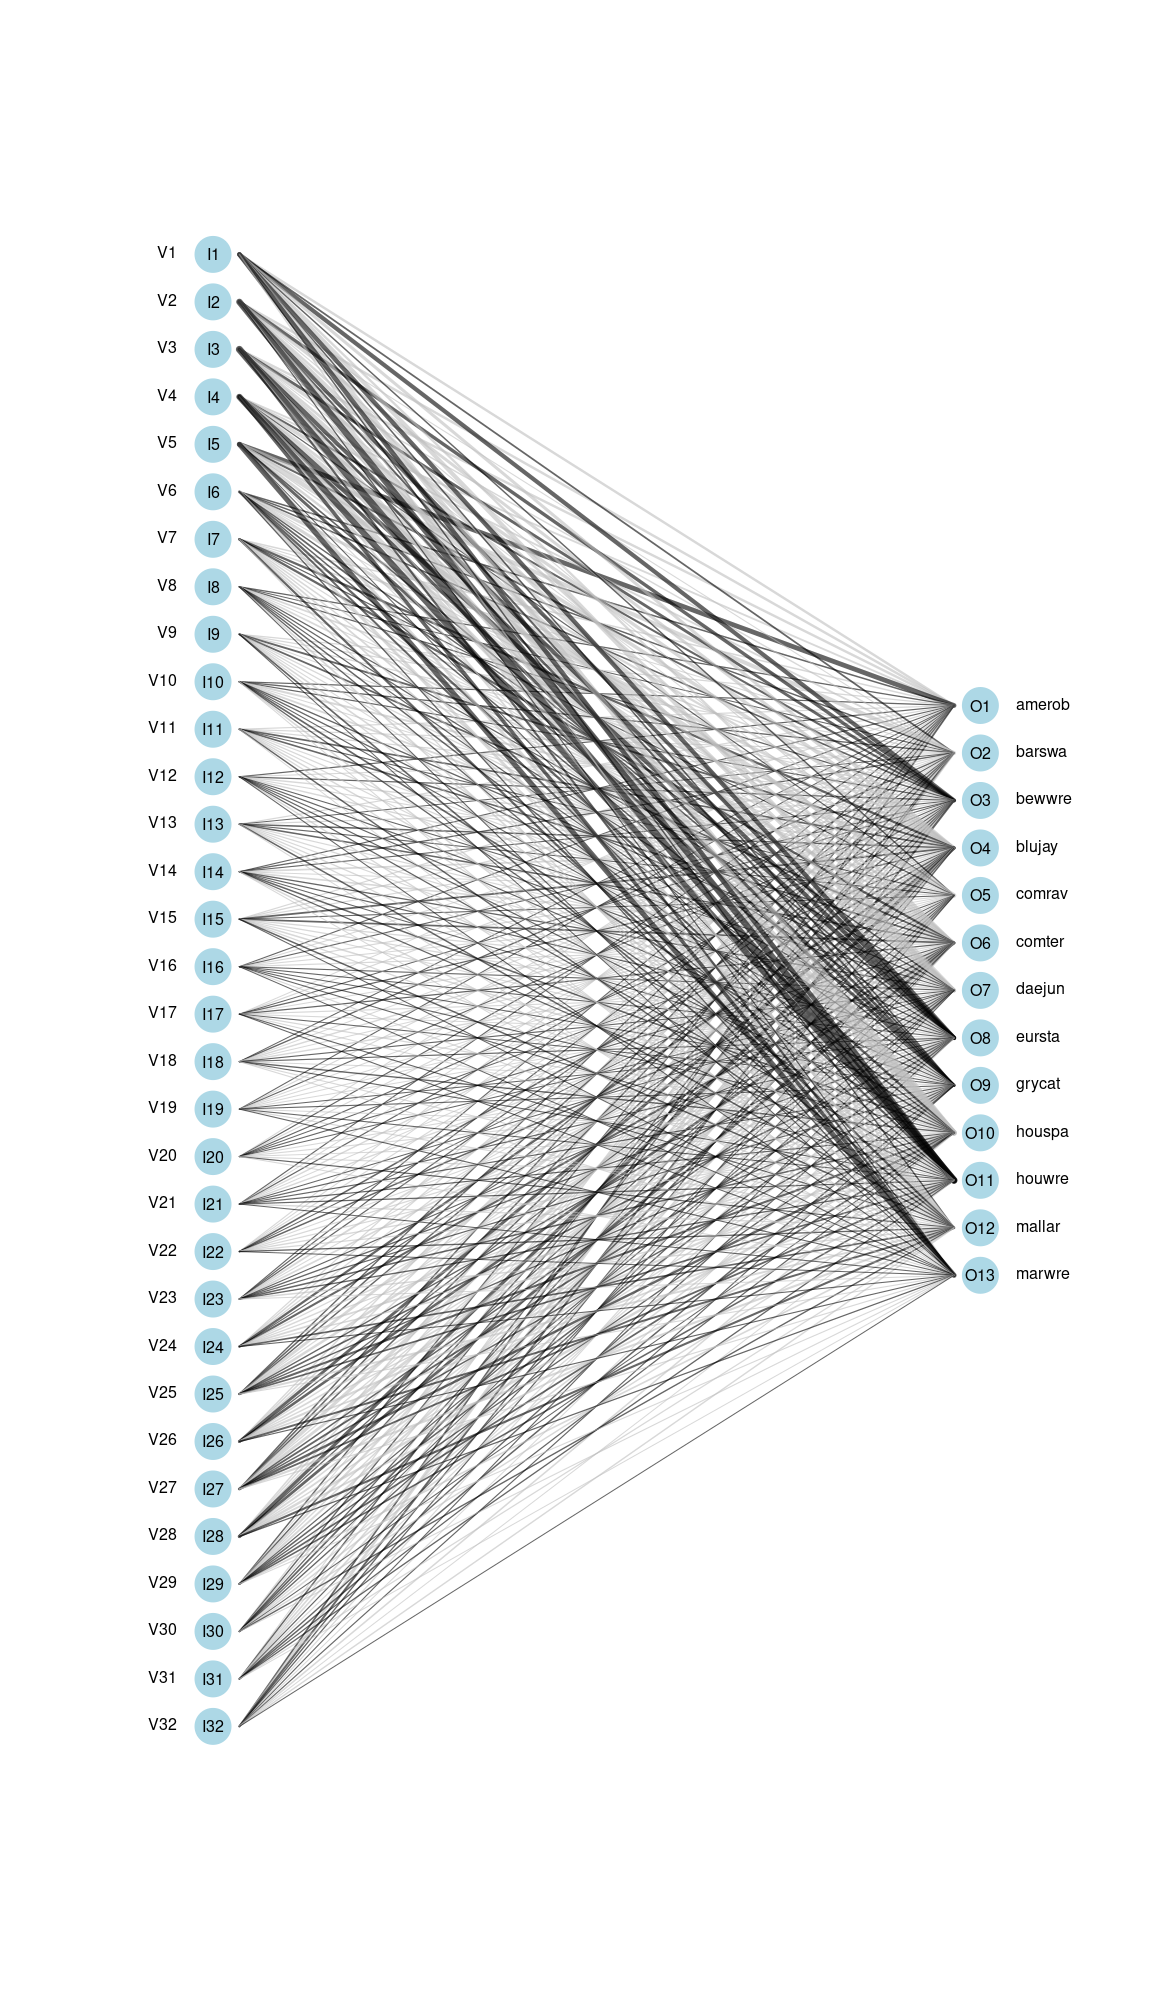 V1 I1
V2 I2
V3 I3
V4 I4
V5 I5
V6 I6
V7 I7
V8 I8
V9 I9
V10 I10
V11 I11
V12 I12
V13 I13
V14 I14
V15 I15
V16 I16
V17 I17
V18 I18
V19 I19
V20 I20
V21 I21
V22 I22
V23 I23
V24 I24
V25 I25
V26 I26
V27 I27
V28 I28
V29 I29
V30 I30
V31 I31
V32 I32
O1 amerob
O2 barswa
O3 bewwre
O4 blujay
O5 comrav
O6 comter
O7 daejun
O8 eursta
O9 grycat
O10 houspa
O11 houwre
O12 mallar
O13 marwre